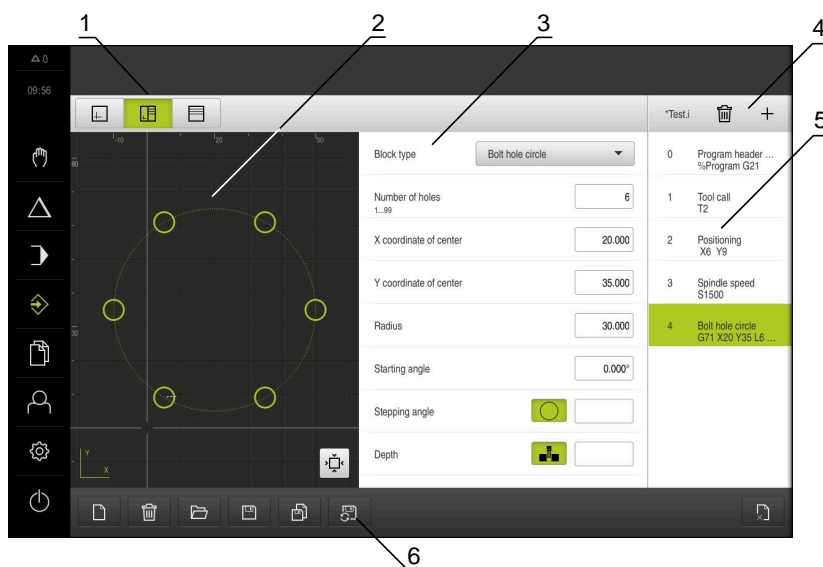 1
2
3
4
5
6
0
09:56
*Test.i
-10
20
50
80
30
Y
X
Block type
Bolt hole circle
Number of holes
1...99
6
X coordinate of center
20.000
Y coordinate of center
35.000
Radius
30.000
Starting angle
0.000°
Stepping angle
Depth
0 Program header ...
%Program G21
1 Tool call
T2
2 Positioning
X6 Y9
3 Spindle speed
S1500
4 Bolt hole circle
G71 X20 Y35 L6 ...